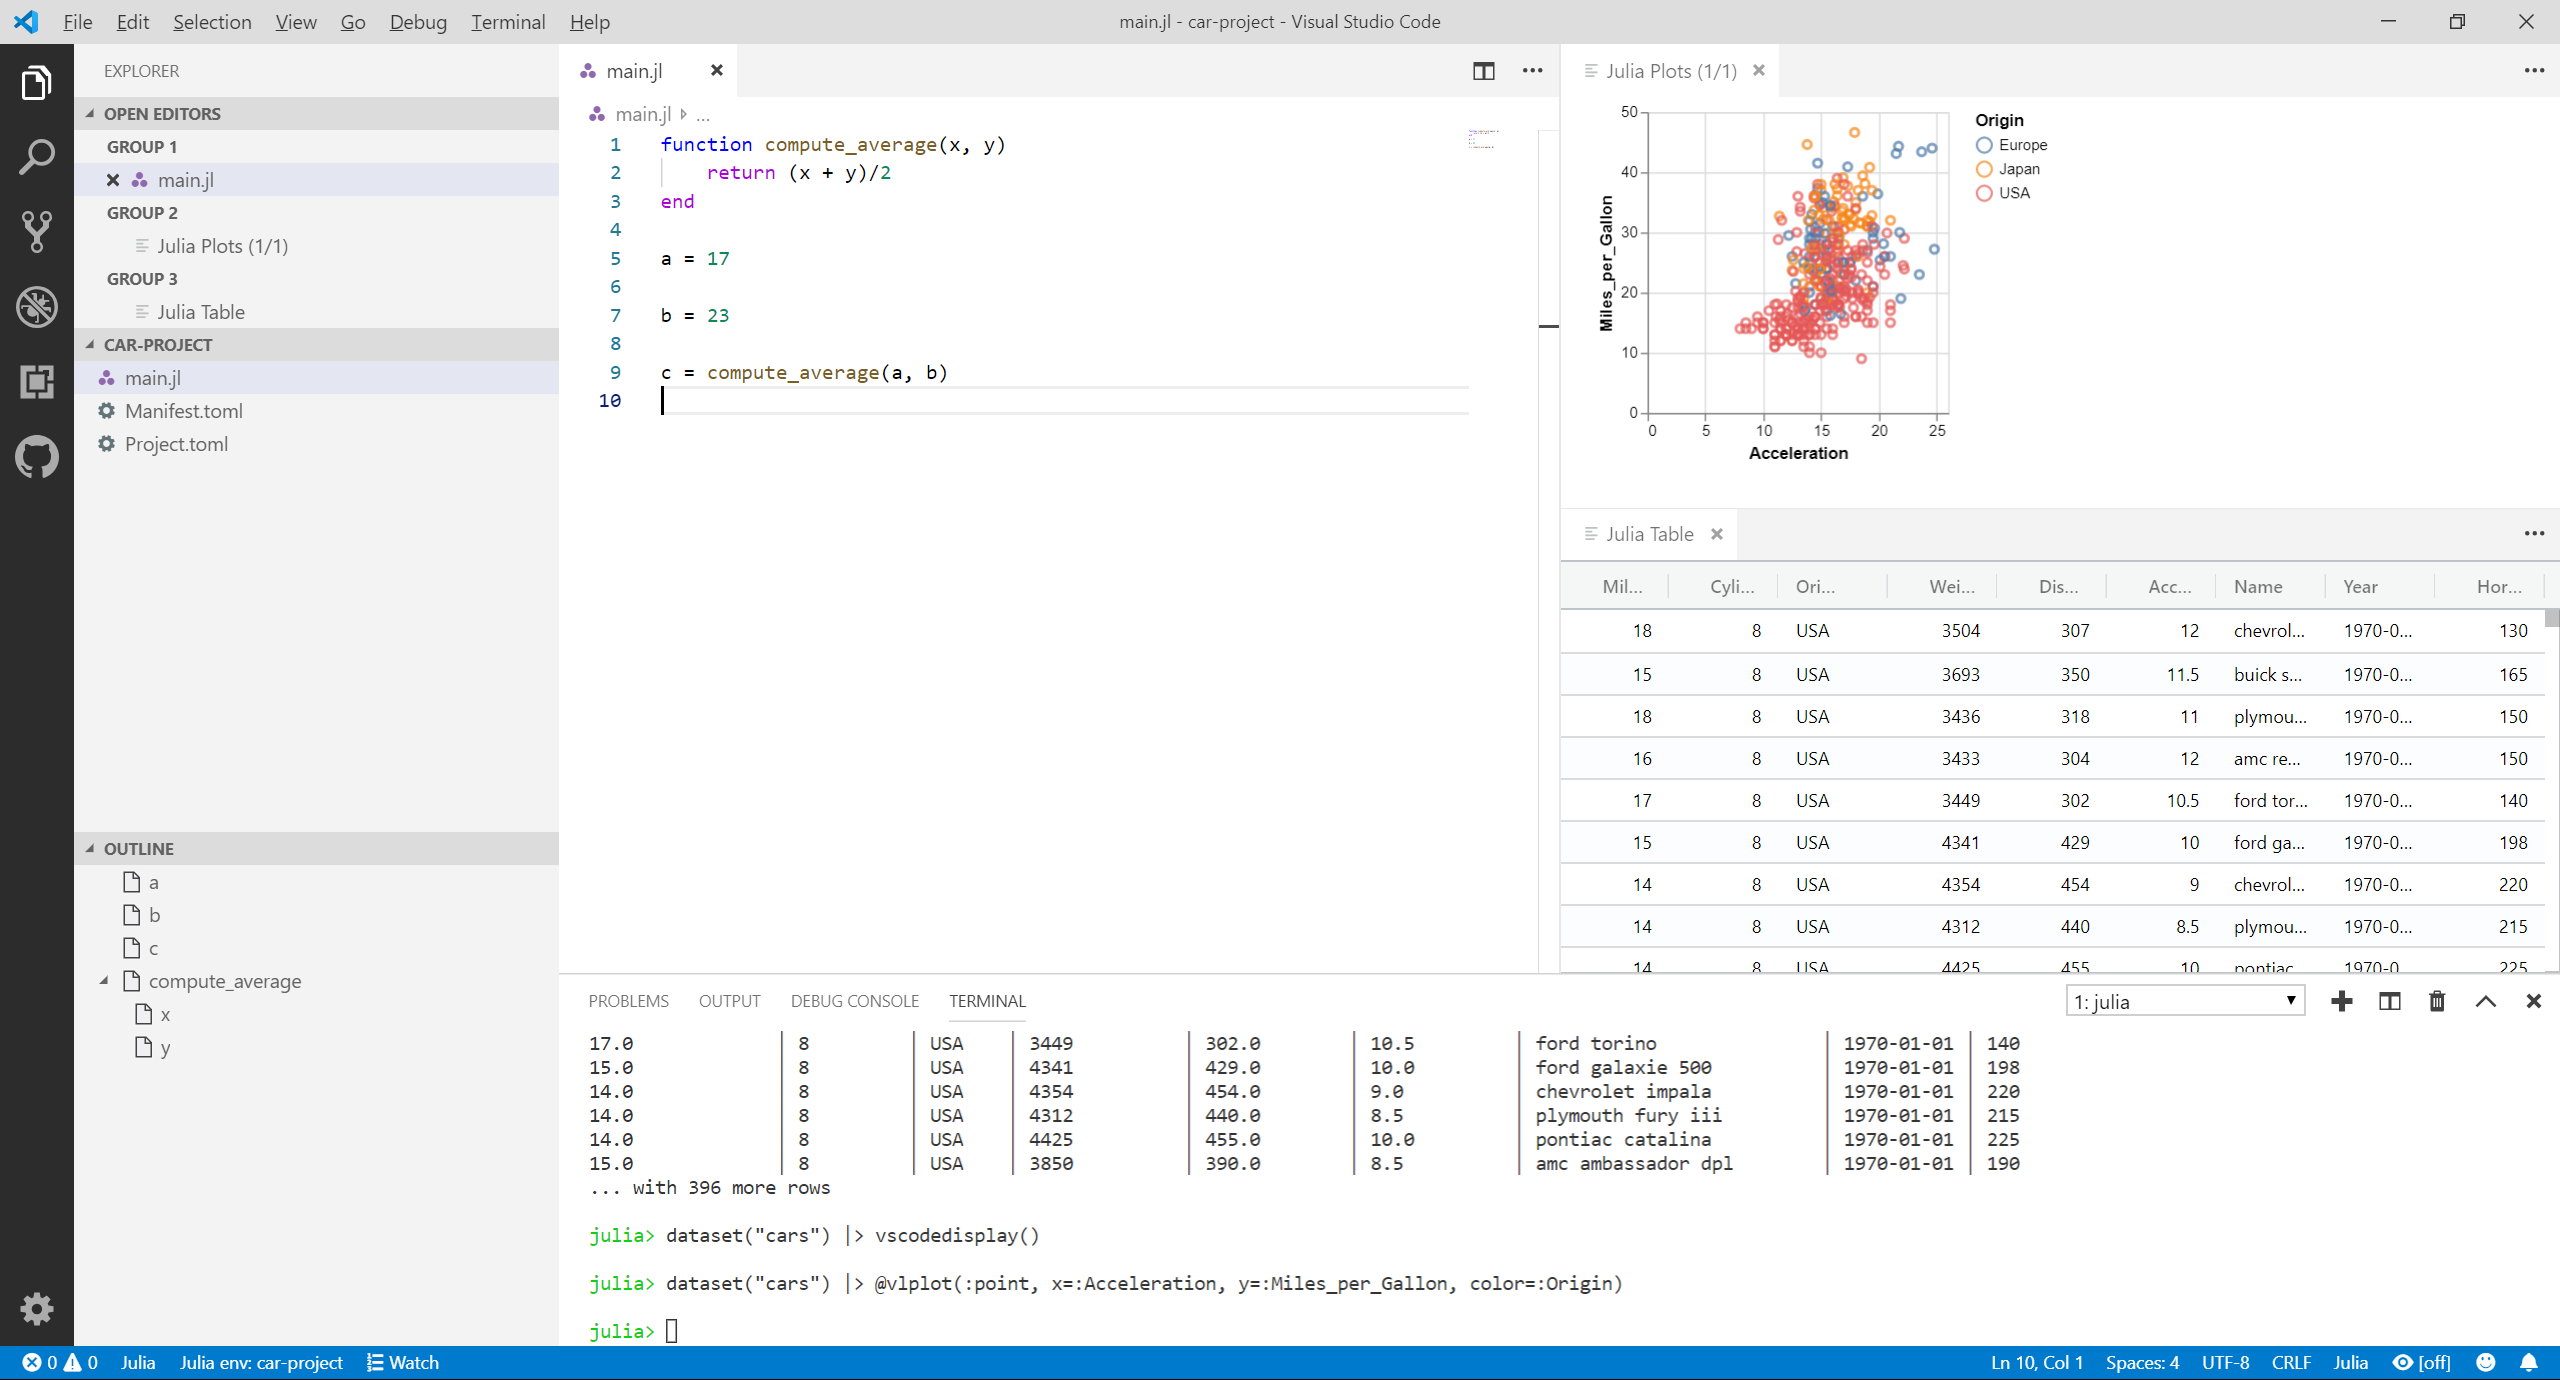 File Edit Selection View Go Debug Terminal Help
main.jl - car-project - Visual Studio Code
EXPLORER
OPEN EDITORS
GROUP 1
main.jl
GROUP 2
Julia Plots (1/1)
GROUP 3
Julia Table
CAR-PROJECT
main.jl
Manifest.toml
Project.toml
OUTLINE
a
b
c
compute_average
x
y
main.jl
main.jl ...
1 function compute_average(x, y)
2 return (x + y)/2
3 end
4
5 a = 17
6
7 b = 23
8
9 c = compute_average(a, b)
10
Julia Plots (1/1)
50
40
30
20
10
0
Miles_per_Gallon
0 5 10 15 20 25
Acceleration
Origin
Europe
Japan
USA
Julia Table
Mil... Cyli... Ori... Wei... Dis... Acc... Name Year Hor...
18 8 USA 3504 307 12 chevrol... 1970-0... 130
15 8 USA 3693 350 11.5 buick s... 1970-0... 165
18 8 USA 3436 318 11 plymou... 1970-0... 150
16 8 USA 3433 304 12 amc re... 1970-0... 150
17 8 USA 3449 302 10.5 ford tor... 1970-0... 140
15 8 USA 4341 429 10 ford ga... 1970-0... 198
14 8 USA 4354 454 9 chevrol... 1970-0... 220
14 8 USA 4312 440 8.5 plymou... 1970-0... 215
14 8 USA 4425 455 10 pontiac 1970-0 225
PROBLEMS OUTPUT DEBUG CONSOLE TERMINAL
1: julia
17.0 8 USA 3449 302.0 10.5 ford torino 1970-01-01 140
15.0 8 USA 4341 429.0 10.0 ford galaxie 500 1970-01-01 198
14.0 8 USA 4354 454.0 9.0 chevrolet impala 1970-01-01 220
14.0 8 USA 4312 440.0 8.5 plymouth fury iii 1970-01-01 215
14.0 8 USA 4425 455.0 10.0 pontiac catalina 1970-01-01 225
15.0 8 USA 3850 390.0 8.5 amc ambassador dpl 1970-01-01 190
... with 396 more rows
julia> dataset("cars") |> vscodedisplay()
julia> dataset("cars") |> @vlplot(:point, x=:Acceleration, y=:Miles_per_Gallon, color=:Origin)
julia>
0 0 Julia Julia env: car-project Watch
Ln 10, Col 1 Spaces: 4 UTF-8 CRLF Julia [off]